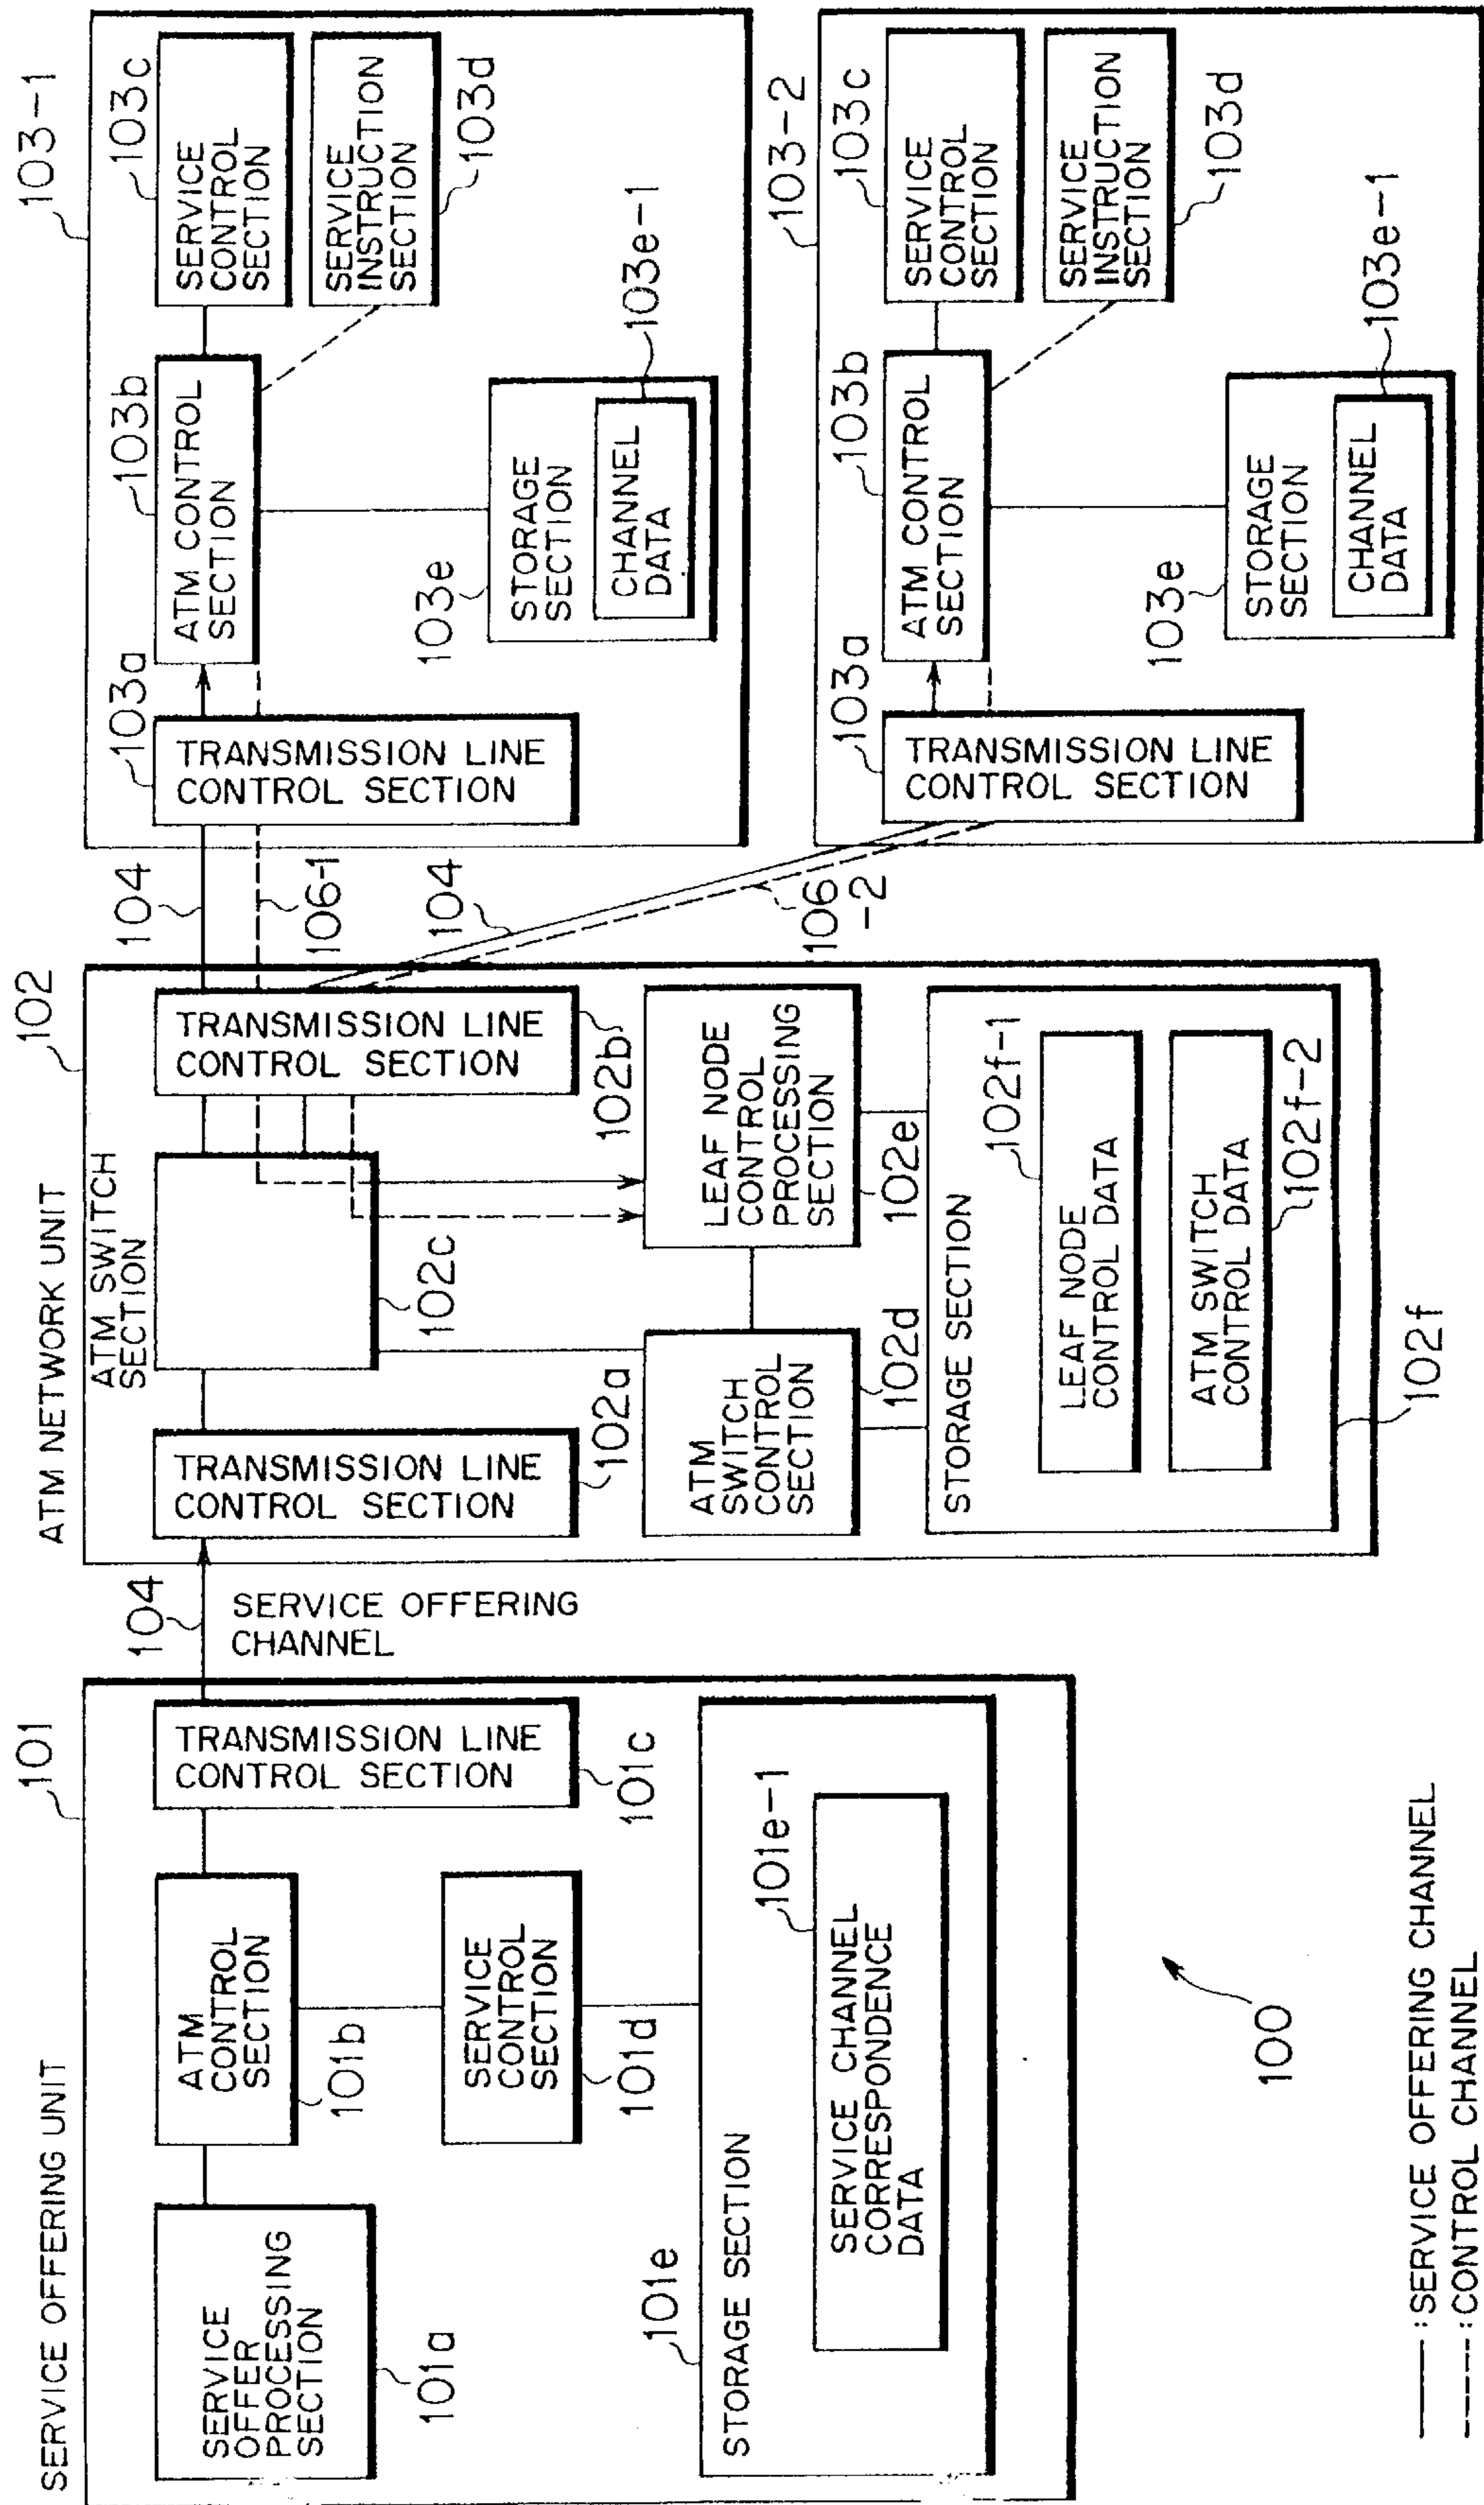 SERVICE OFFERING UNIT
101
SERVICE
OFFER
PROCESSING
SECTION
101a
ATM
CONTROL
SECTION
101b
TRANSMISSION LINE
CONTROL SECTION
101c
SERVICE
CONTROL
SECTION
101d
101e
STORAGE SECTION
101e-1
SERVICE CHANNEL
CORRESPONDENCE
DATA
104
SERVICE OFFERING
CHANNEL
ATM NETWORK UNIT
102
TRANSMISSION LINE
CONTROL SECTION
102a
ATM SWITCH
SECTION
102c
TRANSMISSION LINE
CONTROL SECTION
102b
ATM
SWITCH
CONTROL
SECTION
102d
LEAF NODE
CONTROL
PROCESSING
SECTION
102e
STORAGE SECTION
102f-1
LEAF NODE
CONTROL DATA
ATM SWITCH
CONTROL DATA
102f-2
102f
104
106-1
104
106
-2
103-1
103a
TRANSMISSION LINE
CONTROL SECTION
103b
ATM CONTROL
SECTION
103c
SERVICE
CONTROL
SECTION
SERVICE
INSTRUCTION
SECTION
103d
103e
STORAGE
SECTION
CHANNEL
DATA
103e-1
103-2
103a
TRANSMISSION LINE
CONTROL SECTION
103b
ATM CONTROL
SECTION
103c
SERVICE
CONTROL
SECTION
SERVICE
INSTRUCTION
SECTION
103d
103e
STORAGE
SECTION
CHANNEL
DATA
103e-1
100
:SERVICE OFFERING CHANNEL
:CONTROL CHANNEL